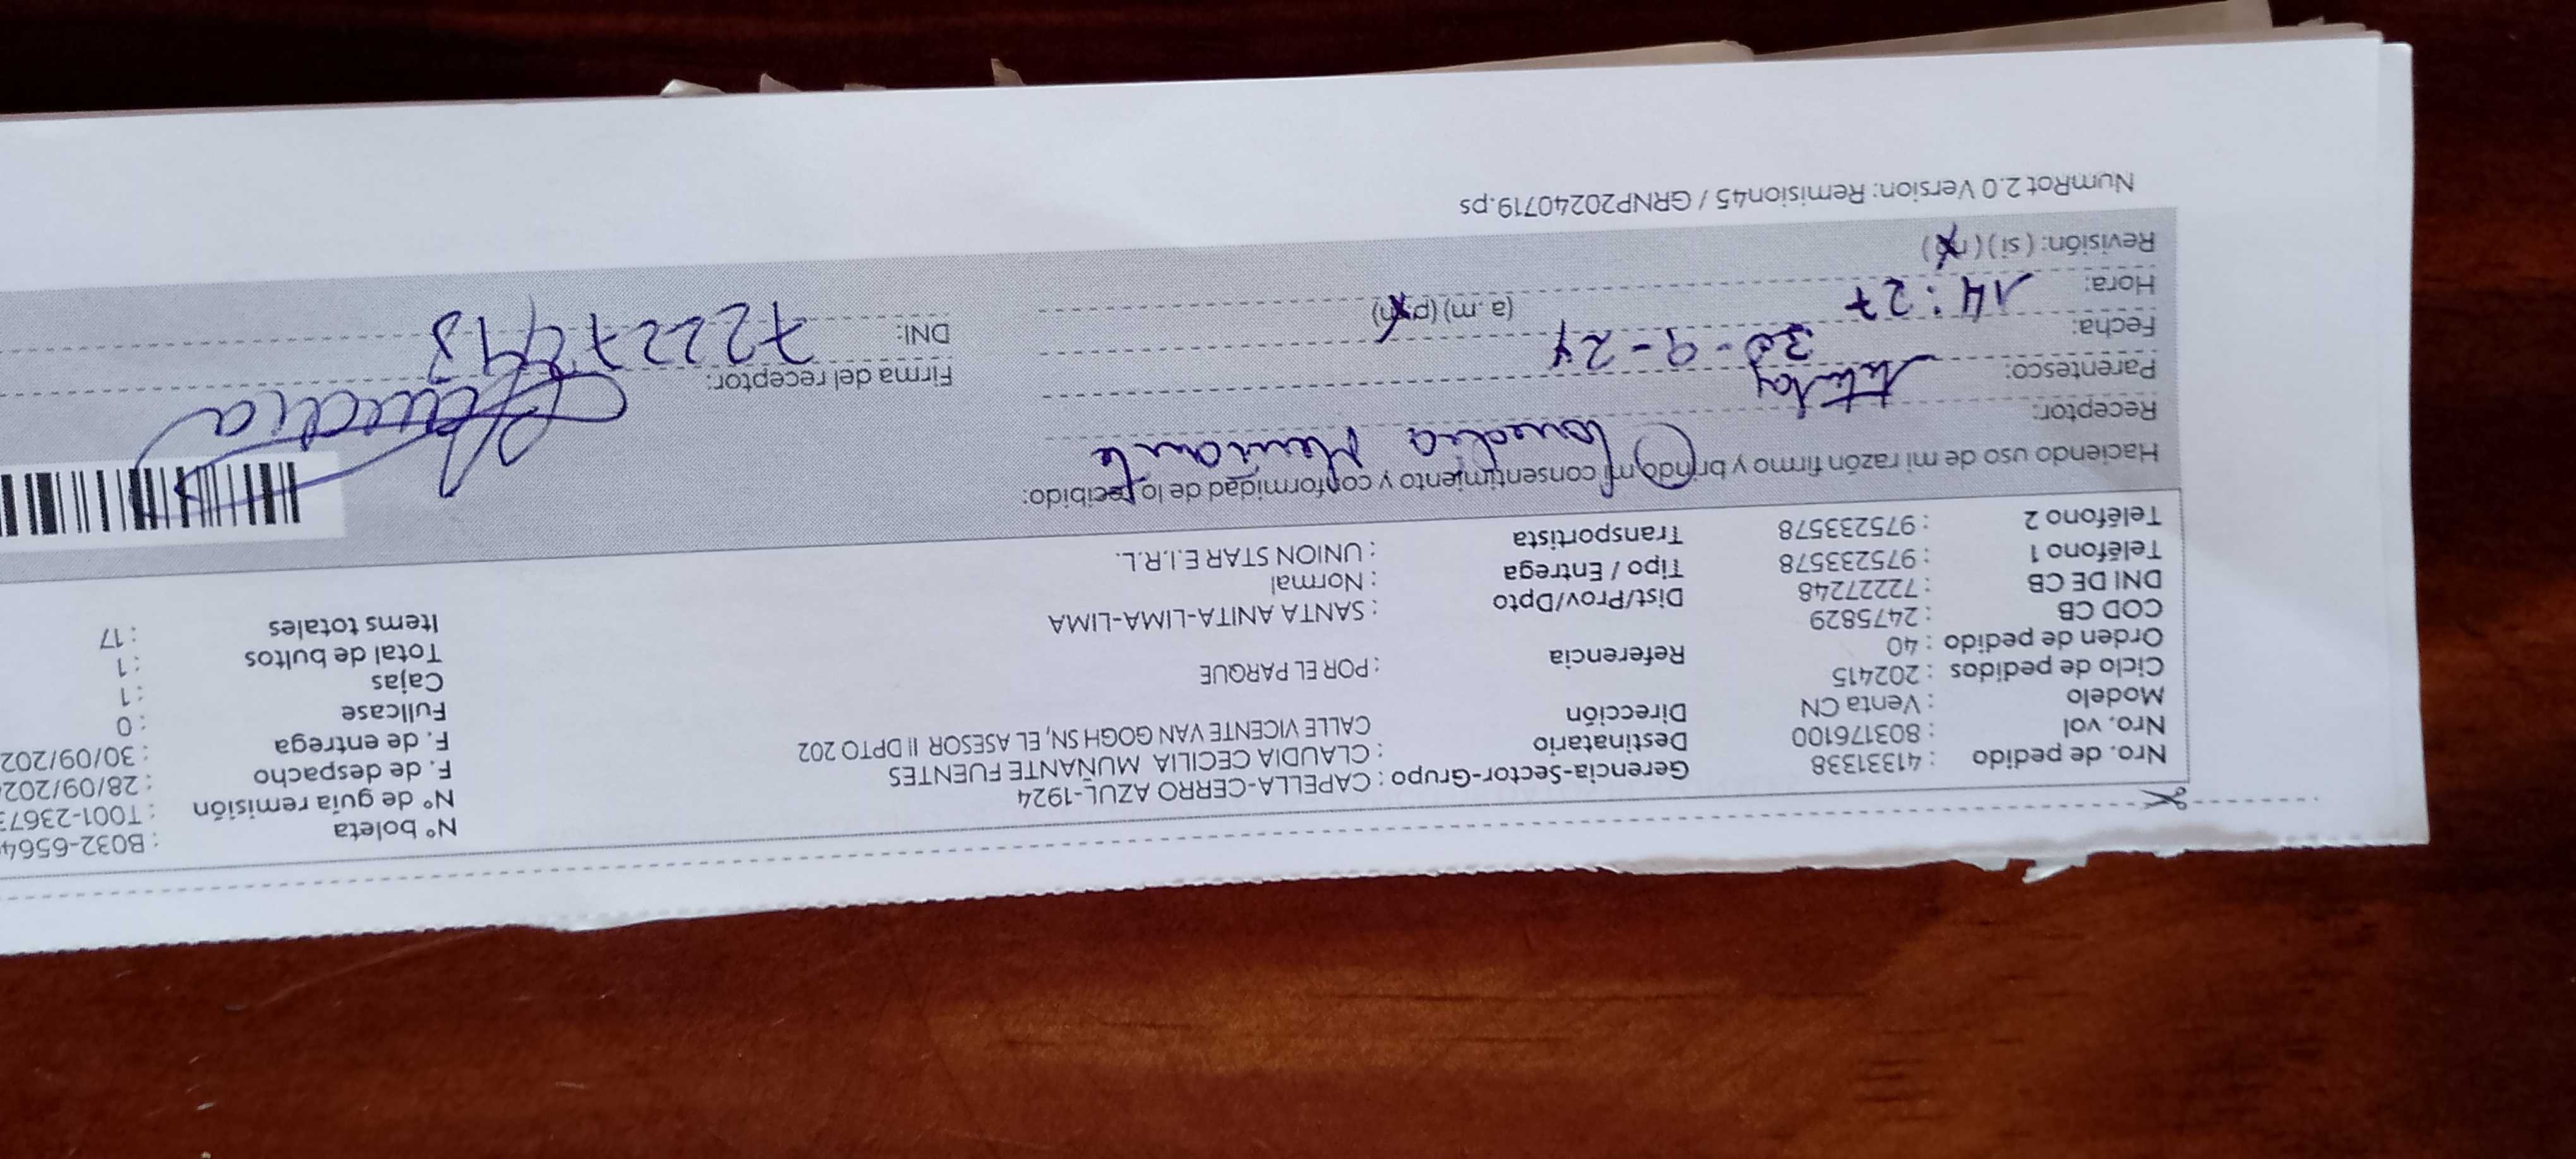 Nro. de pedido : 41331338 Gerencia-Sector-Grupo : CAPELLA-CERRO AZUL-1924 N° boleta : B032-6564
Nro. vol : 803176100 Destinatario : CLAUDIA CECILIA MUÑANTE FUENTES N° de guía remisión : T001-2367
Modelo : Venta CN Dirección CALLE VICENTE VAN GOGH SN, EL ASESOR II DPTO 202 F. de despacho : 28/09/202
Ciclo de pedidos : 202415 F. de entrega : 30/09/202
Orden de pedido : 40 Referencia : POR EL PARQUE Fullcase : 0
COD CB : 2475829 Cajas : 1
DNI DE CB : 72227248 Dist/Prov/Dpto : SANTA ANITA-LIMA-LIMA Total de bultos : 1
Teléfono 1 : 975233578 Tipo / Entrega : Normal Items totales : 17
Teléfono 2 : 975233578 Transportista : UNION STAR E.I.R.L.
Haciendo uso de mi razón firmo y brindo mi consentimiento y conformidad de lo recibido:
Receptor: Claudia Muñante
Parentesco: titular Firma del receptor: Claudia
Fecha: 30-9-24 DNI:
Hora: 14:27 (a. m) (p.m)
Revisión: ( si ) ( no )
NumRot 2.0 Version: Remision45 / GRNP20240719.ps